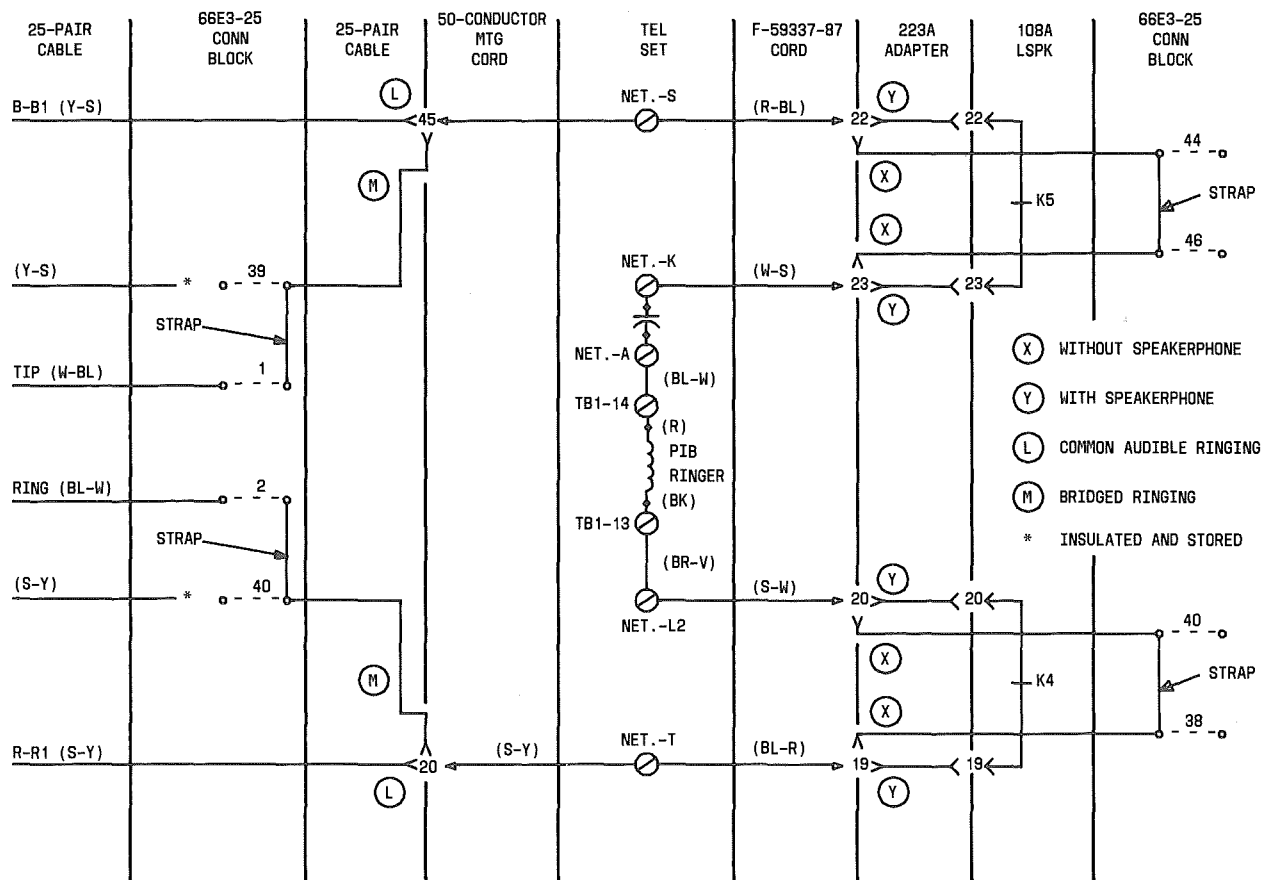 25-PAIR
CABLE
66E3-25
CONN
BLOCK
25-PAIR
CABLE
50-CONDUCTOR
MTG
CORD
TEL
SET
F-59337-87
CORD
223A
ADAPTER
108A
LSPK
66E3-25
CONN
BLOCK
L
NET.-S
Y
B-B1 (Y-S)
45
(R-BL)
22
22
44
M
X
K5
STRAP
X
46
(Y-S)
*
39
NET.-K
(W-S)
23
23
Y
STRAP
NET.-A
X WITHOUT SPEAKERPHONE
TIP (W-BL)
1
(BL-W)
TB1-14
Y WITH SPEAKERPHONE
(R)
PIB
RINGER
L COMMON AUDIBLE RINGING
RING (BL-W)
2
(BK)
M BRIDGED RINGING
TB1-13
STRAP
* INSULATED AND STORED
(BR-V)
(S-Y)
*
40
Y
(S-W)
20
20
NET.-L2
40
X
M
K4
STRAP
X
38
NET.-T
R-R1 (S-Y)
20
(S-Y)
(BL-R)
19
19
L
Y